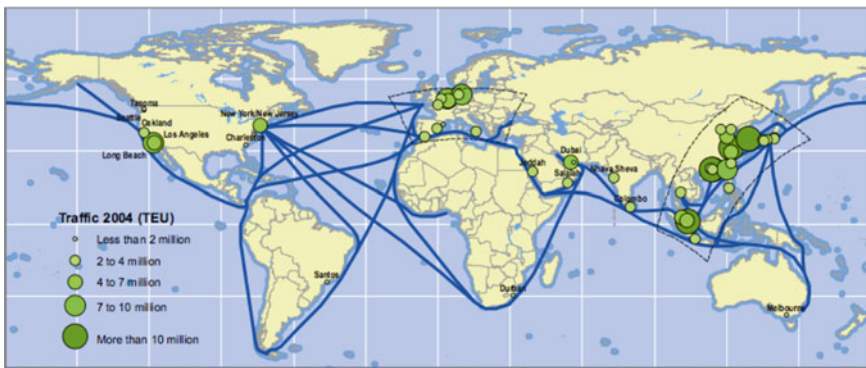 Tacoma
Seattle
Oakland
Los Angeles
Long Beach
New York/New Jersey
Charleston
Jeddah
Dubai
Salalah
Nhava Sheva
Colombo
Santos
Durban
Melbourne
Traffic 2004 (TEU)
Less than 2 million
2 to 4 million
4 to 7 million
7 to 10 million
More than 10 million